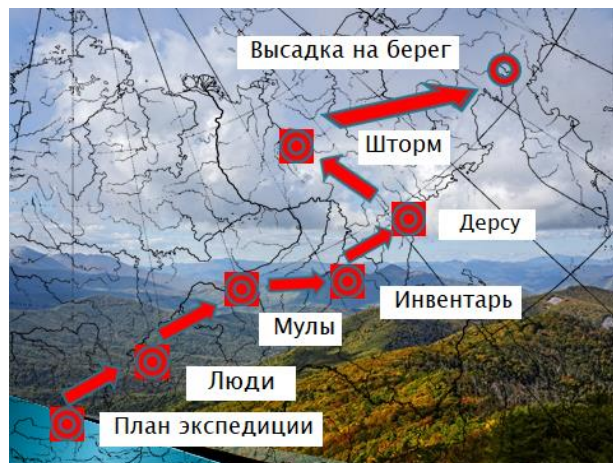 Высадка на берег
Шторм
Дерсу
Инвентарь
Мулы
Люди
План экспедиции